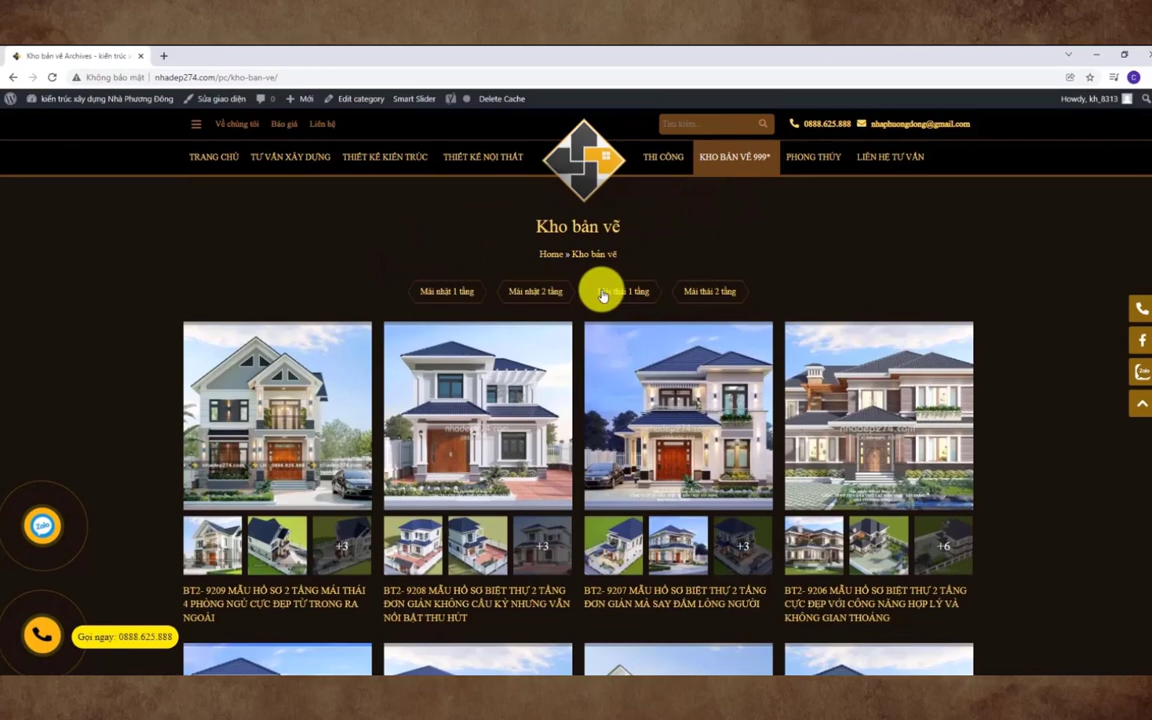 Kho bản vẽ Archives - kiến trúc
Không bảo mật | nhadep274.com/pc/kho-ban-ve/
kiến trúc xây dựng Nhà Phương Đông Sửa giao diện 0 Mới Edit category Smart Slider Delete Cache Howdy, kh_8313
Về chúng tôi Báo giá Liên hệ Tìm kiếm... 0888.625.888 nhaphuongdong@gmail.com
TRANG CHỦ TƯ VẤN XÂY DỰNG THIẾT KẾ KIẾN TRÚC THIẾT KẾ NỘI THẤT THI CÔNG KHO BẢN VẼ 999* PHONG THỦY LIÊN HỆ TƯ VẤN
Kho bản vẽ
Home » Kho bản vẽ
Mái nhật 1 tầng Mái nhật 2 tầng Mái thái 1 tầng Mái thái 2 tầng
nhadep274.com
+3 +3 +3 +6
BT2- 9209 MẪU HỒ SƠ 2 TẦNG MÁI THÁI
4 PHÒNG NGỦ CỰC ĐẸP TỪ TRONG RA
NGOÀI
BT2- 9208 MẪU HỒ SƠ BIỆT THỰ 2 TẦNG
ĐƠN GIẢN KHÔNG CẦU KỲ NHƯNG VẪN
NỔI BẬT THU HÚT
BT2- 9207 MẪU HỒ SƠ BIỆT THỰ 2 TẦNG
ĐƠN GIẢN MÀ SAY ĐẮM LÒNG NGƯỜI
BT2- 9206 MẪU HỒ SƠ BIỆT THỰ 2 TẦNG
CỰC ĐẸP VỚI CÔNG NĂNG HỢP LÝ VÀ
KHÔNG GIAN THOÁNG
Zalo
Zalo
Gọi ngay: 0888.625.888